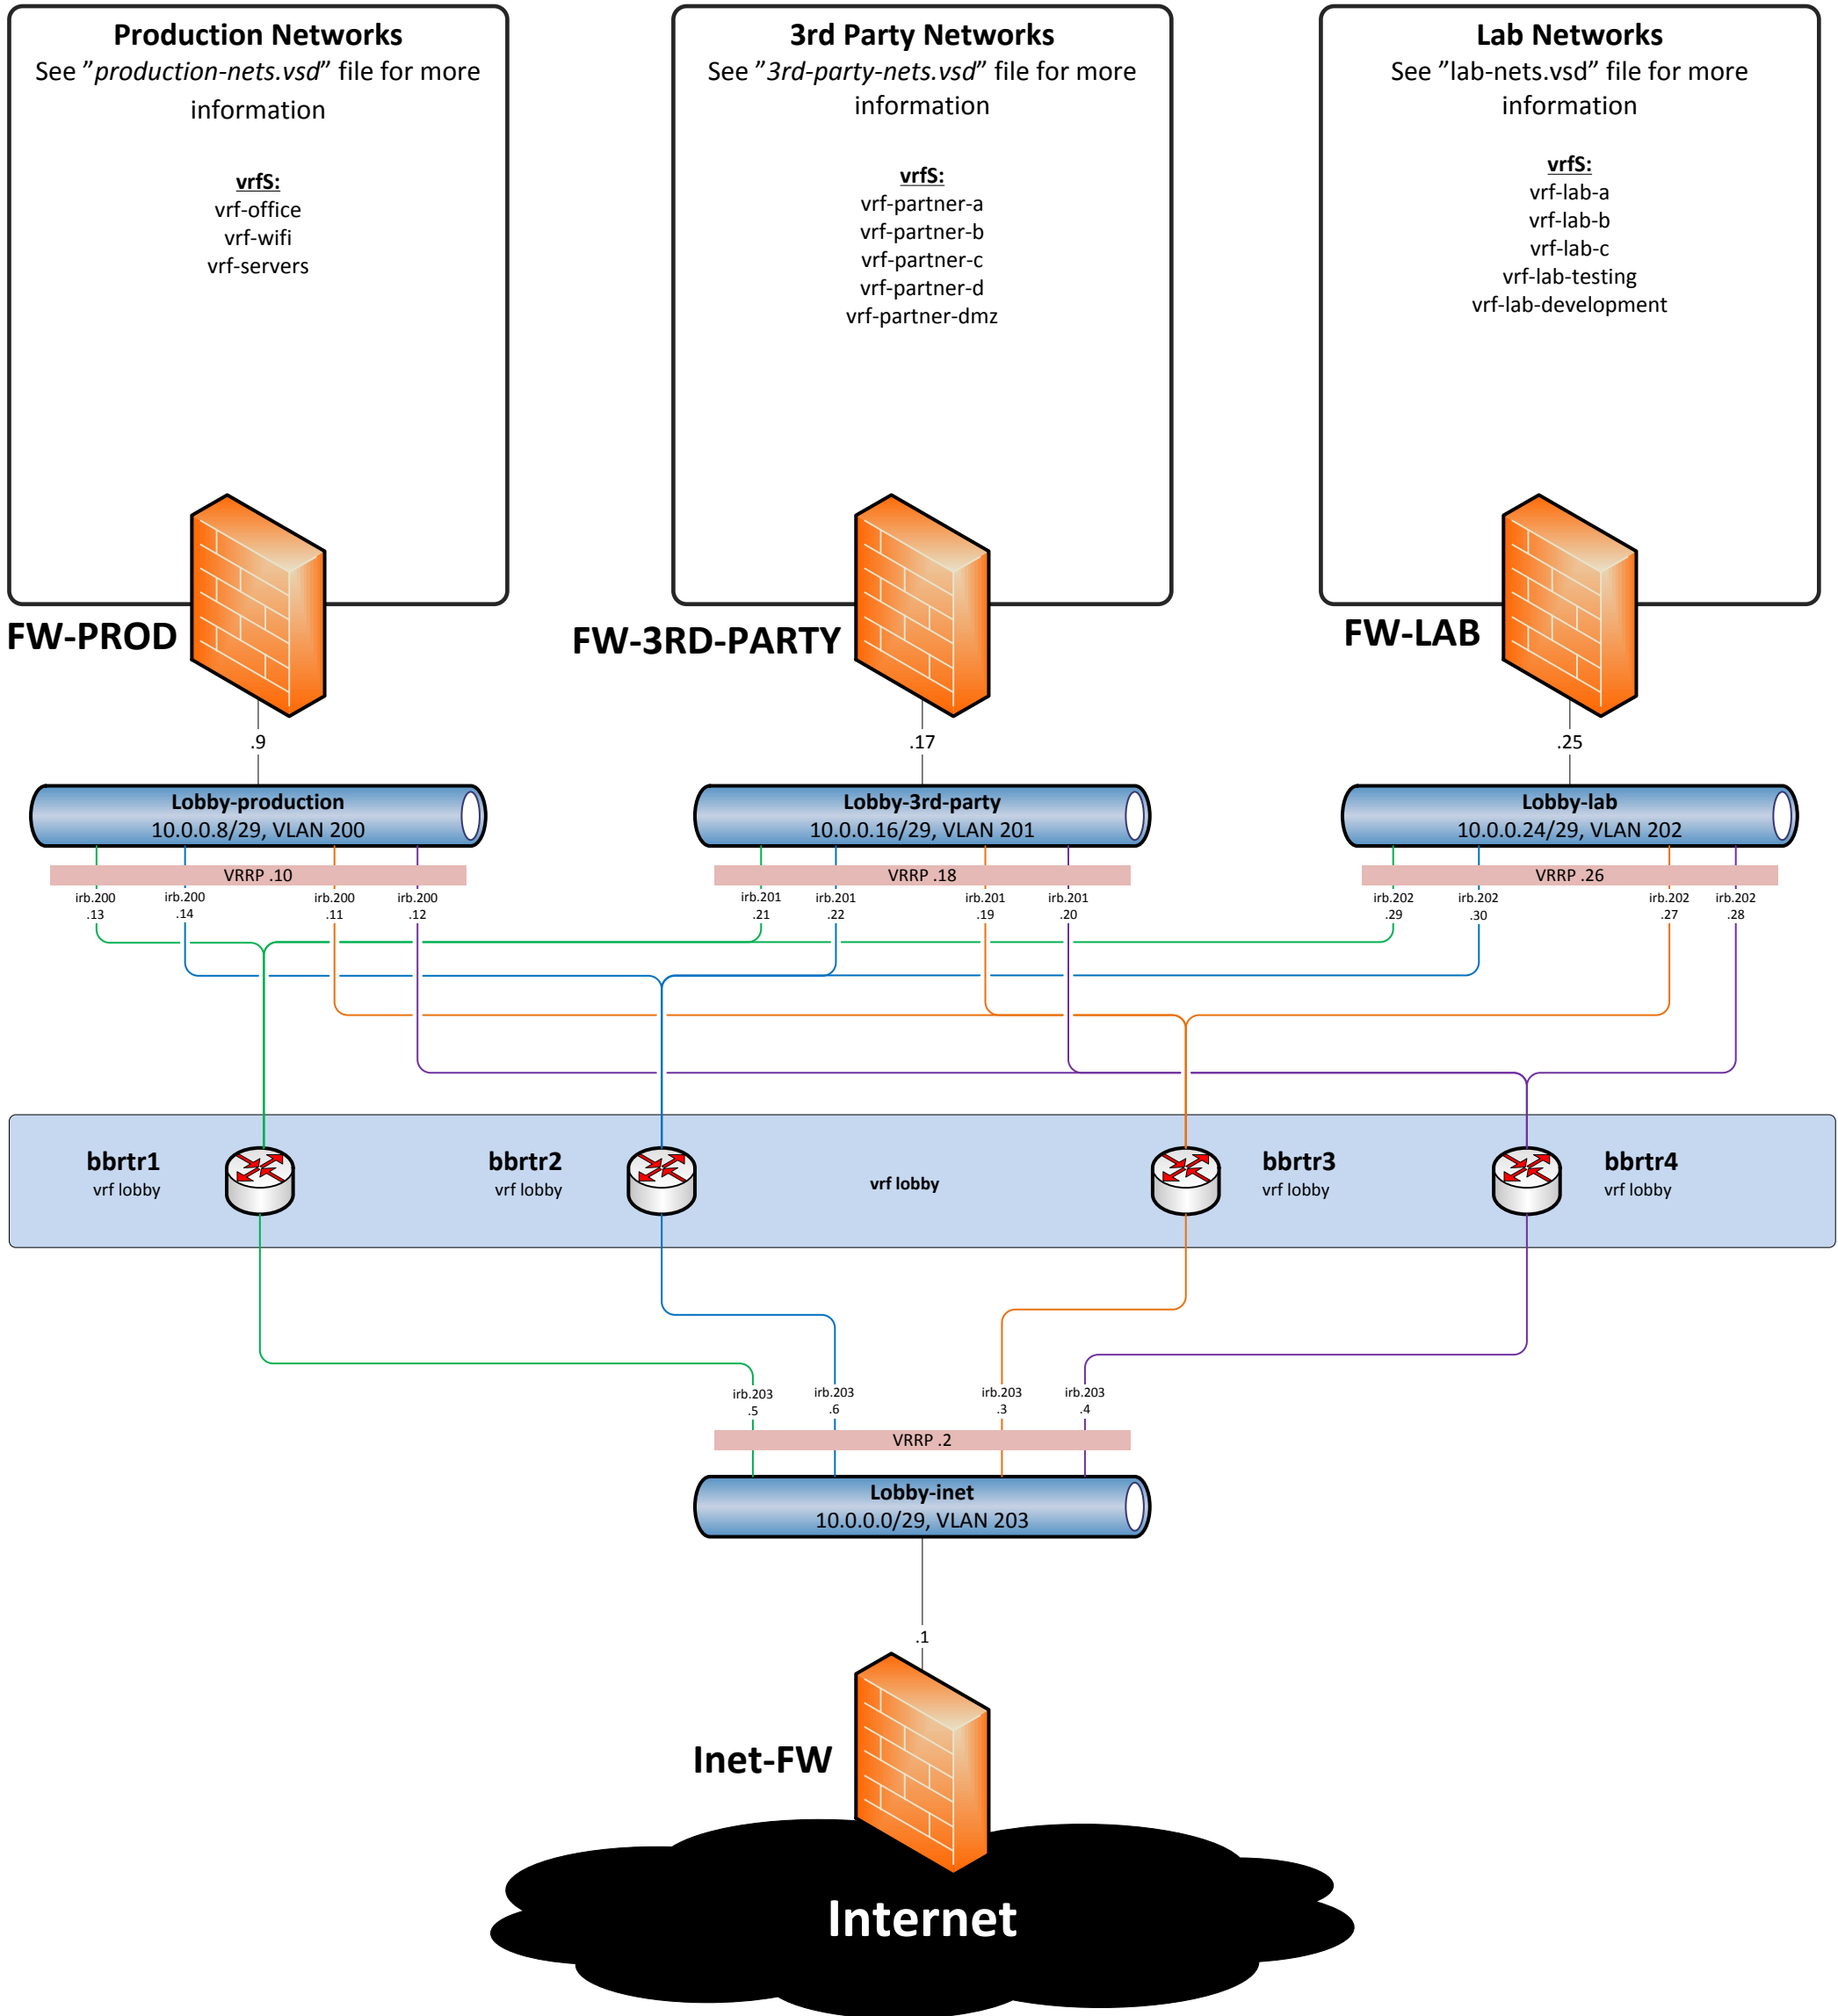 Production Networks
See ”production-nets.vsd” file for more
information
vrfS:
vrf-office
vrf-wifi
vrf-servers
3rd Party Networks
See ”3rd-party-nets.vsd” file for more
information
vrfS:
vrf-partner-a
vrf-partner-b
vrf-partner-c
vrf-partner-d
vrf-partner-dmz
Lab Networks
See ”lab-nets.vsd” file for more
information
vrfS:
vrf-lab-a
vrf-lab-b
vrf-lab-c
vrf-lab-testing
vrf-lab-development
FW-PROD
FW-3RD-PARTY
FW-LAB
.9
.17
.25
Lobby-production
10.0.0.8/29, VLAN 200
Lobby-3rd-party
10.0.0.16/29, VLAN 201
Lobby-lab
10.0.0.24/29, VLAN 202
VRRP .10
VRRP .18
VRRP .26
irb.200
.13
irb.200
.14
irb.200
.11
irb.200
.12
irb.201
.21
irb.201
.22
irb.201
.19
irb.201
.20
irb.202
.29
irb.202
.30
irb.202
.27
irb.202
.28
bbrtr1
vrf lobby
bbrtr2
vrf lobby
vrf lobby
bbrtr3
vrf lobby
bbrtr4
vrf lobby
irb.203
.5
irb.203
.6
irb.203
.3
irb.203
.4
VRRP .2
Lobby-inet
10.0.0.0/29, VLAN 203
.1
Inet-FW
Internet